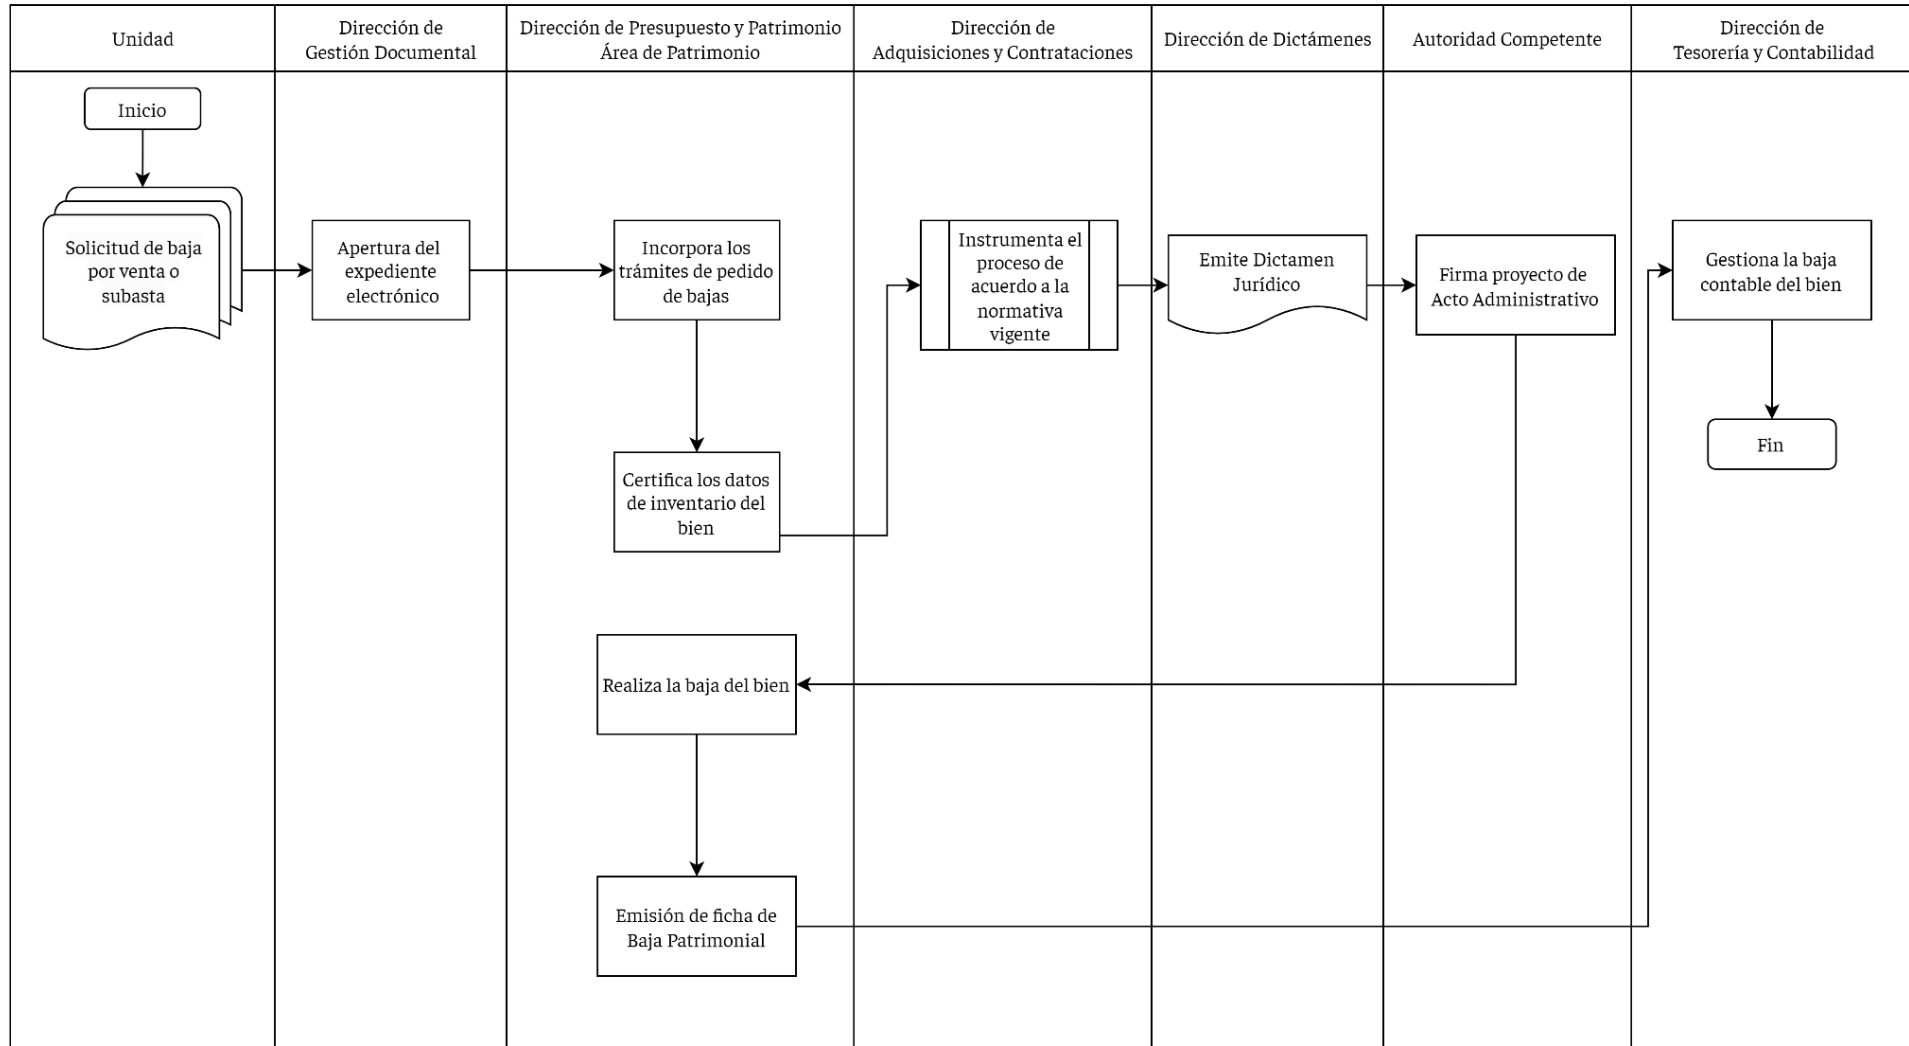 Unidad
Dirección de
Gestión Documental
Dirección de Presupuesto y Patrimonio
Área de Patrimonio
Dirección de
Adquisiciones y Contrataciones
Dirección de Dictámenes
Autoridad Competente
Dirección de
Tesorería y Contabilidad
Inicio
Solicitud de baja
por venta o
subasta
Apertura del
expediente
electrónico
Incorpora los
trámites de pedido
de bajas
Certifica los datos
de inventario del
bien
Instrumenta el
proceso de
acuerdo a la
normativa
vigente
Emite Dictamen
Jurídico
Firma proyecto de
Acto Administrativo
Realiza la baja del bien
Emisión de ficha de
Baja Patrimonial
Gestiona la baja
contable del bien
Fin